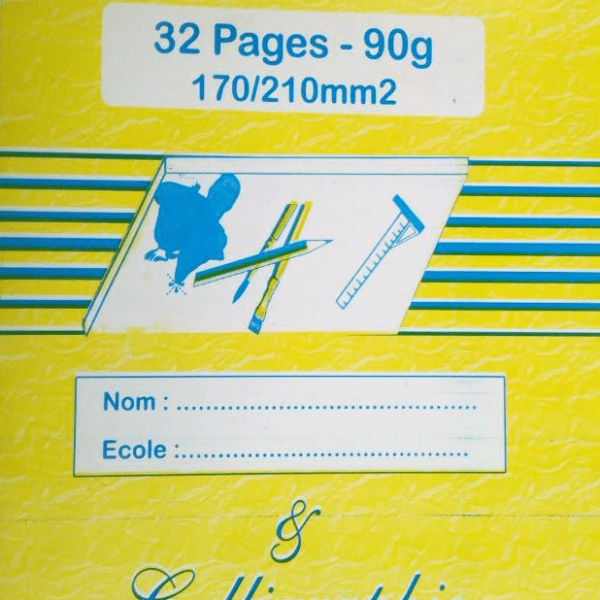 32 Pages - 90g
170/210mm2
Nom : ..........................................
Ecole :........................................
&